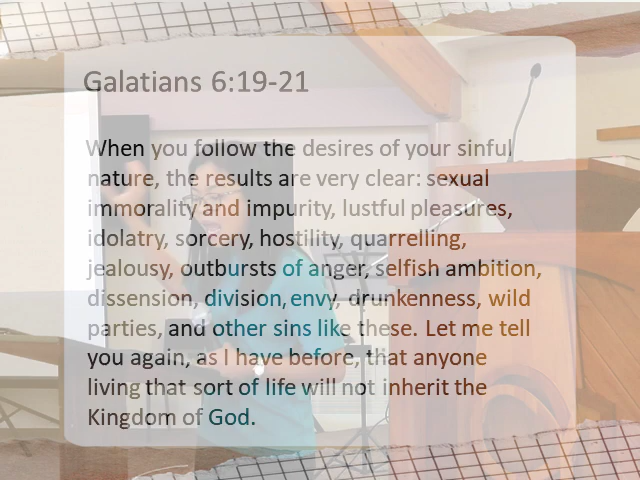 Galatians 6:19-21
When you follow the desires of your sinful
nature, the results are very clear: sexual
immorality and impurity, lustful pleasures,
idolatry, sorcery, hostility, quarrelling,
jealousy, outbursts of anger, selfish ambition,
dissension, division, envy, drunkenness, wild
parties, and other sins like these. Let me tell
you again, as I have before, that anyone
living that sort of life will not inherit the
Kingdom of God.